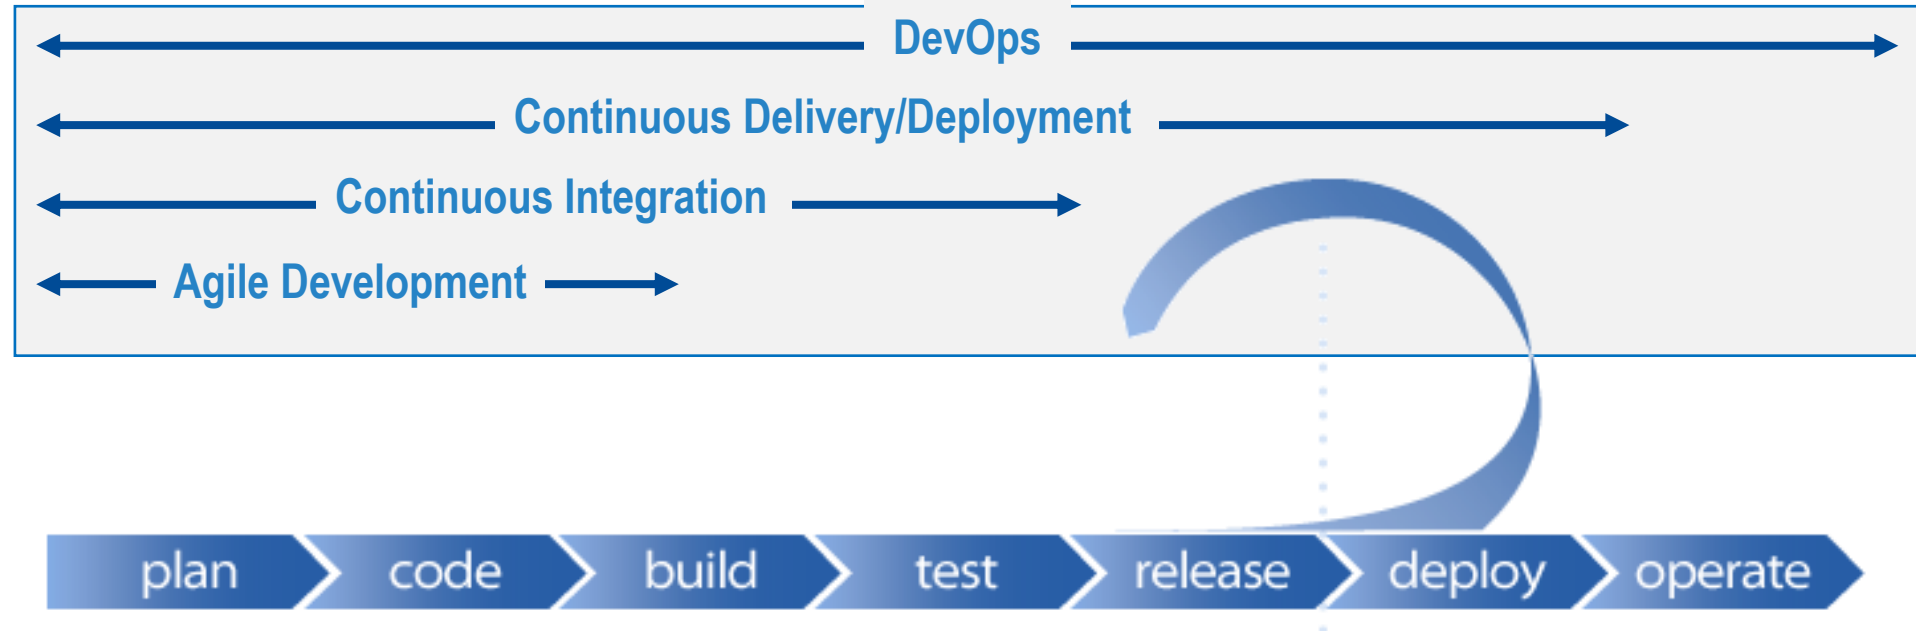 DevOps
Continuous Delivery/Deployment
Continuous Integration
Agile Development
plan code build test release deploy operate